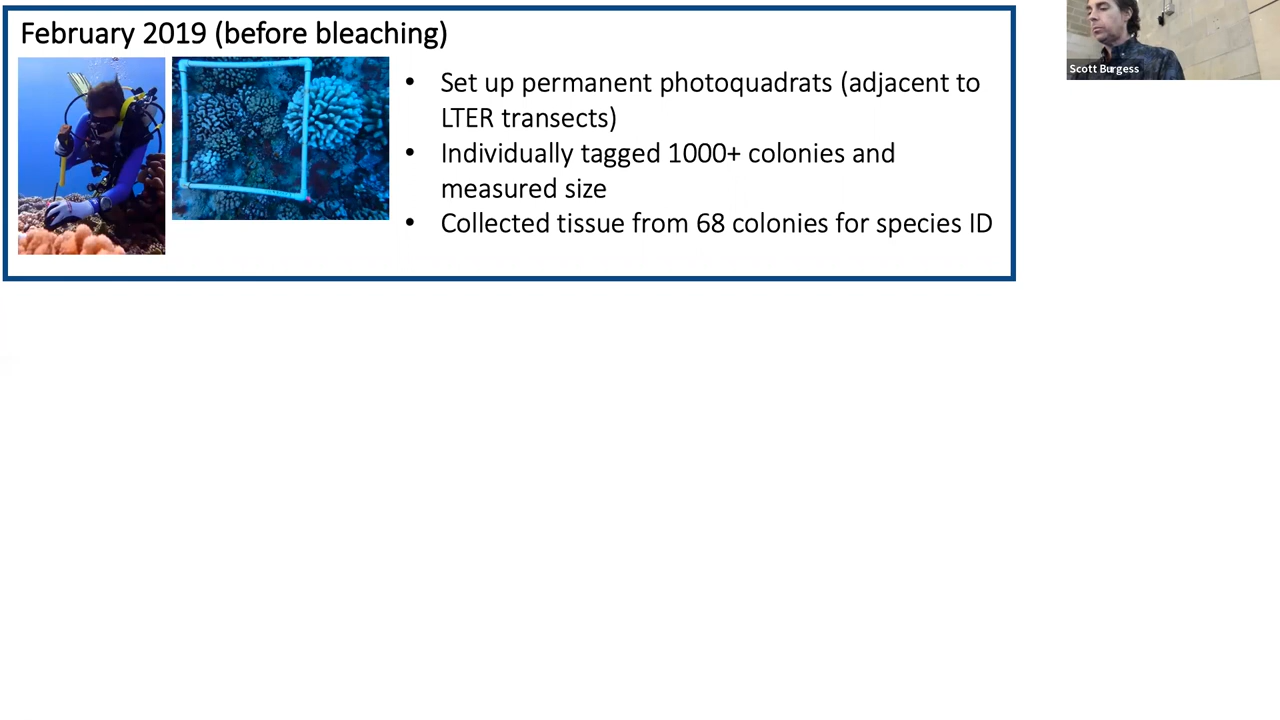 February 2019 (before bleaching)
• Set up permanent photoquadrats (adjacent to
LTER transects)
• Individually tagged 1000+ colonies and
measured size
• Collected tissue from 68 colonies for species ID
Scott Burgess